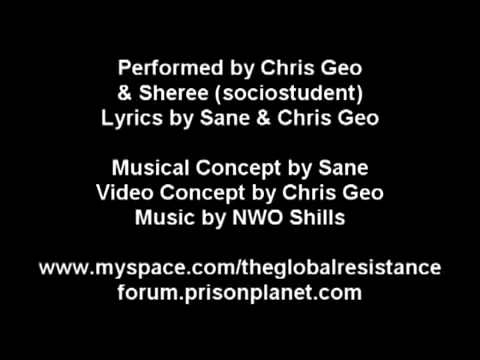 Performed by Chris Geo
& Sheree (sociostudent)
Lyrics by Sane & Chris Geo
Musical Concept by Sane
Video Concept by Chris Geo
Music by NWO Shills
www.myspace.com/theglobalresistance
forum.prisonplanet.com